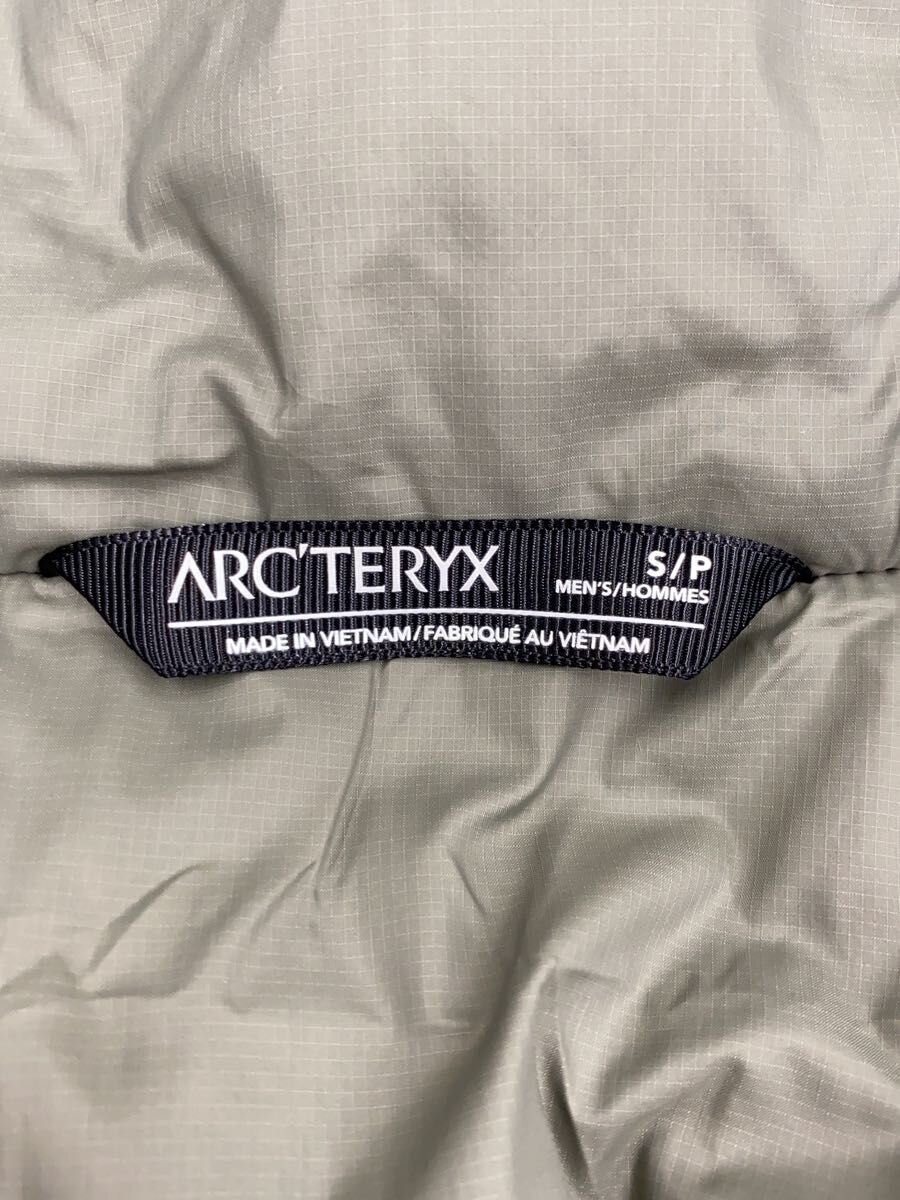 ARC'TERYX
S/P
MEN'S/HOMMES
MADE IN VIETNAM/FABRIQUÉ AU VIÊTNAM